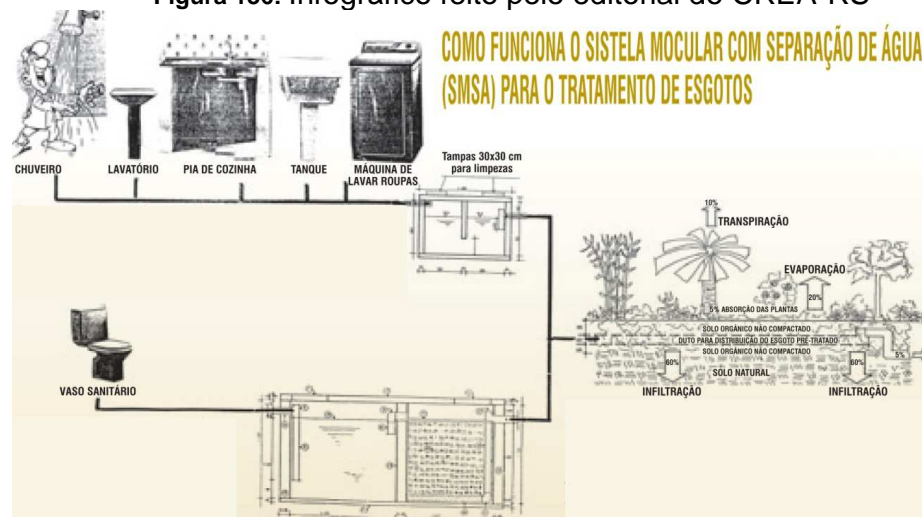 Figura 130. Infográfico feito pelo editorial do CREA-RS
COMO FUNCIONA O SISTELA MOCULAR COM SEPARAÇÃO DE ÁGUA
(SMSA) PARA O TRATAMENTO DE ESGOTOS
CHUVEIRO
LAVATÓRIO
PIA DE COZINHA
TANQUE
MÁQUINA DE
LAVAR ROUPAS
Tampas 30x30 cm
para limpezas
10%
TRANSPIRAÇÃO
EVAPORAÇÃO
20%
5% ABSORÇÃO DAS PLANTAS
SOLO ORGÂNICO NÃO COMPACTADO
DUTO PARA DISTRIBUIÇÃO DO ESGOTO PRÉ-TRATADO
SOLO ORGÂNICO NÃO COMPACTADO
5%
60%
60%
SOLO NATURAL
INFILTRAÇÃO
INFILTRAÇÃO
VASO SANITÁRIO